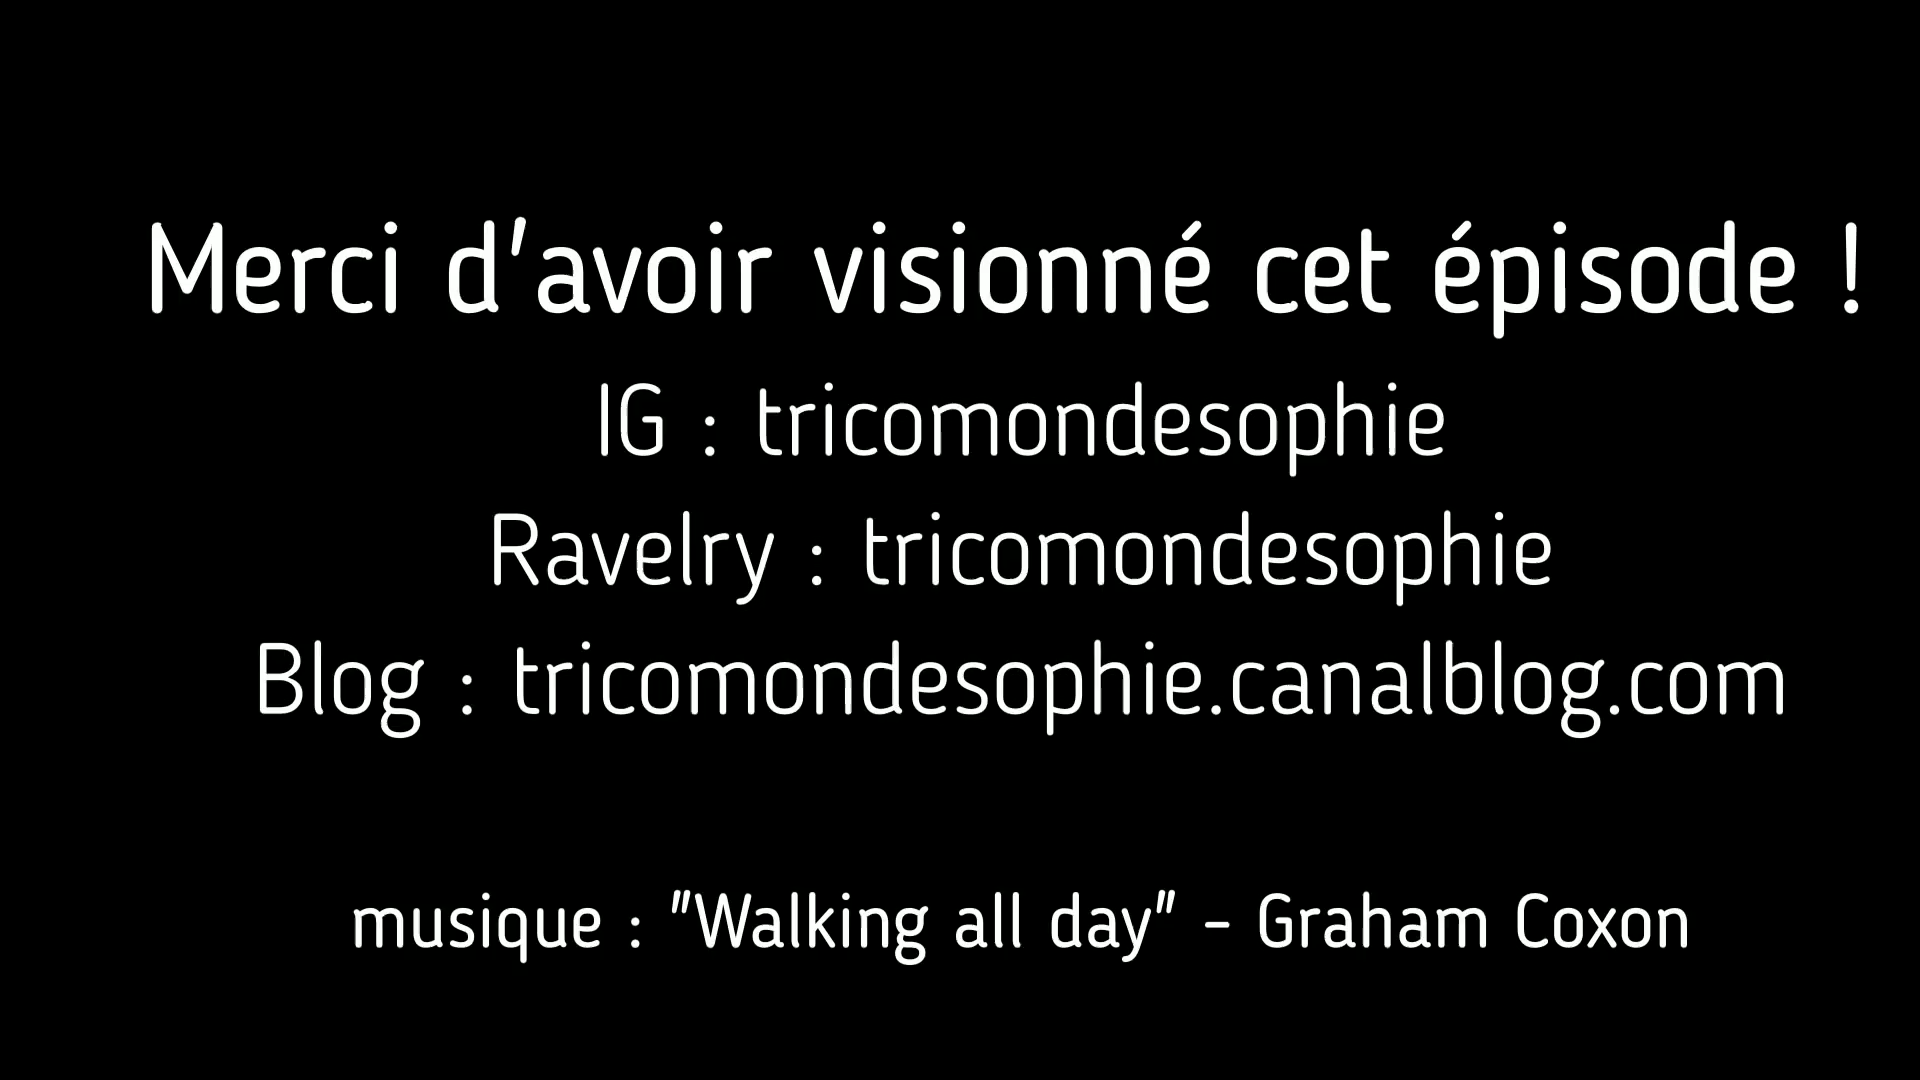 Merci d'avoir visionné cet épisode !
IG : tricomondesophie
Ravelry : tricomondesophie
Blog : tricomondesophie.canalblog.com
musique : "Walking all day" - Graham Coxon